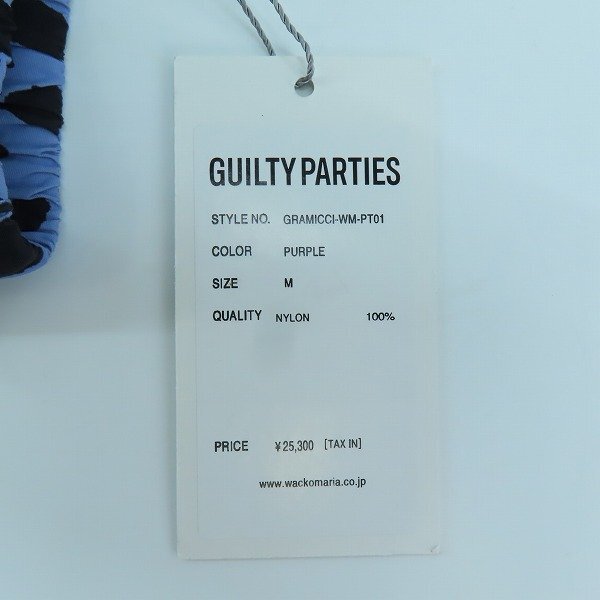 GUILTY PARTIES
STYLE NO. GRAMICCI-WM-PT01
COLOR PURPLE
SIZE M
QUALITY NYLON 100%
PRICE ¥25,300 [TAX IN]
www.wackomaria.co.jp